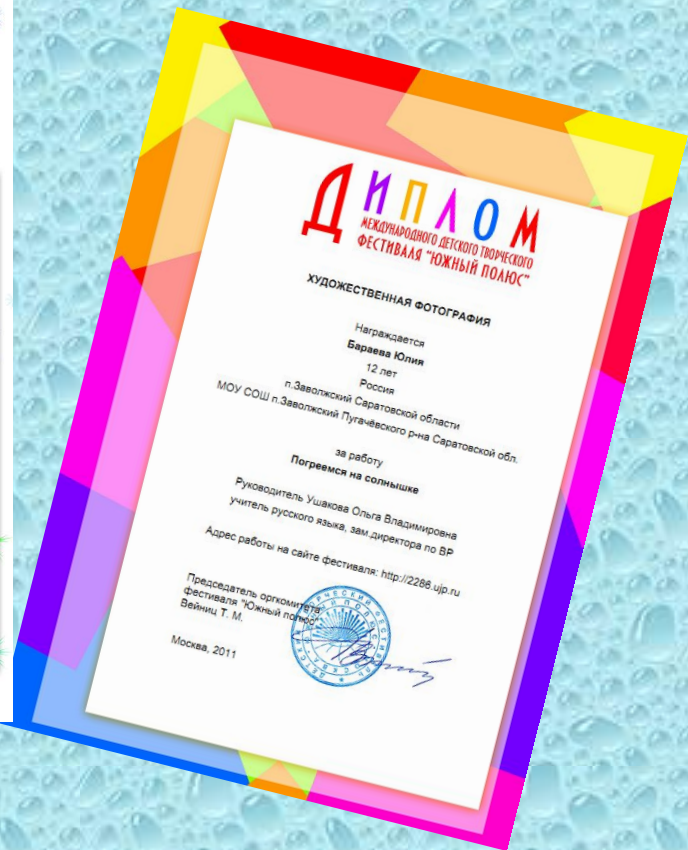 ДИПЛОМ
МЕЖДУНАРОДНОГО ДЕТСКОГО ТВОРЧЕСКОГО
ФЕСТИВАЛЯ "ЮЖНЫЙ ПОЛЮС"
ХУДОЖЕСТВЕННАЯ ФОТОГРАФИЯ
Награждается
Бараева Юлия
12 лет
Россия
п.Заволжский Саратовской области
МОУ СОШ п.Заволжский Пугачёвского р-на Саратовской обл.
за работу
Погреемся на солнышке
Руководитель Ушакова Ольга Владимировна
учитель русского языка, зам.директора по ВР
Адрес работы на сайте фестиваля: http://2286.ujp.ru
Председатель оргкомитета
фестиваля "Южный полюс"
Вейниц Т. М.
Москва, 2011